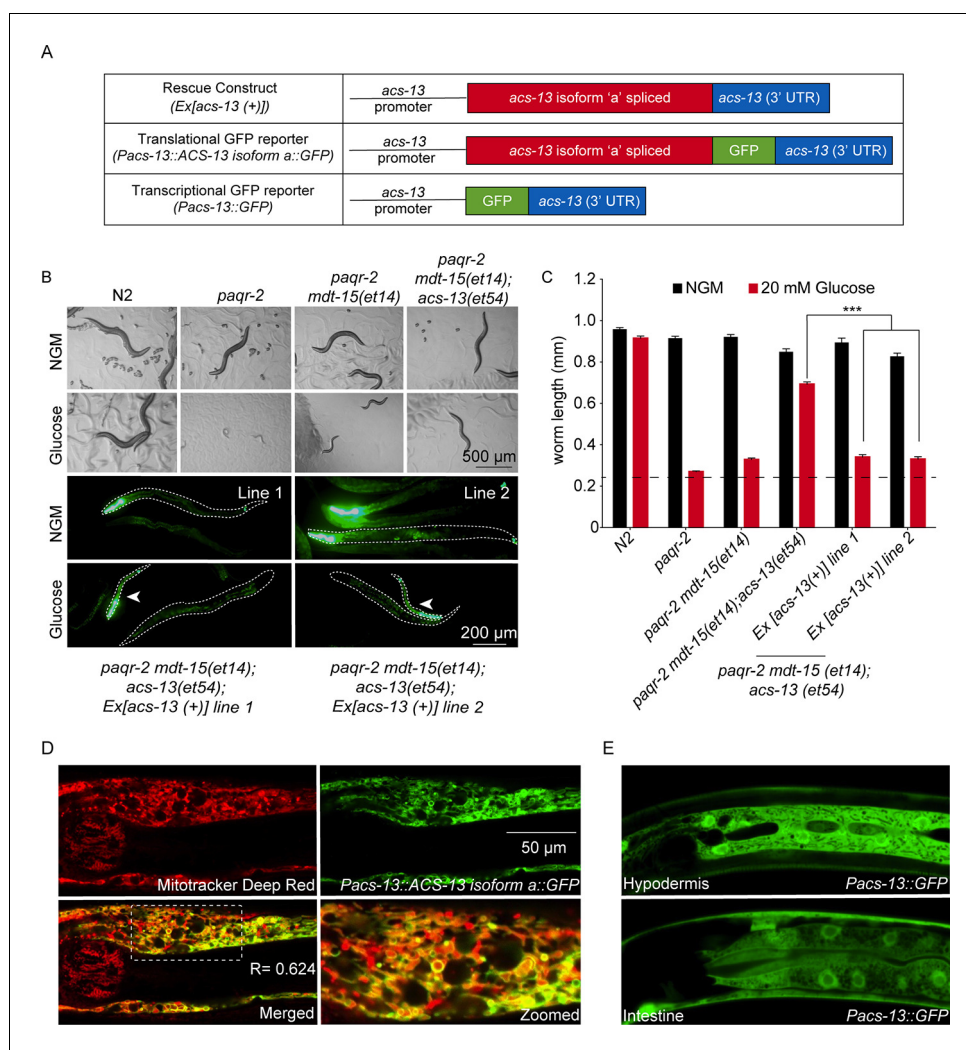 A
Rescue Construct
(Ex[acs-13 (+)])
acs-13
promoter
acs-13 isoform ‘a’ spliced
acs-13 (3’ UTR)
Translational GFP reporter
(Pacs-13::ACS-13 isoform a::GFP)
acs-13
promoter
acs-13 isoform ‘a’ spliced
GFP
acs-13 (3’ UTR)
Transcriptional GFP reporter
(Pacs-13::GFP)
acs-13
promoter
GFP
acs-13 (3’ UTR)
B
N2
paqr-2
paqr-2
mdt-15(et14)
paqr-2
mdt-15(et14);
acs-13(et54)
NGM
Glucose
500 µm
NGM
Line 1
Line 2
Glucose
200 µm
paqr-2 mdt-15(et14);
acs-13(et54);
Ex[acs-13 (+)] line 1
paqr-2 mdt-15(et14);
acs-13(et54);
Ex[acs-13 (+)] line 2
C
NGM
20 mM Glucose
***
worm length (mm)
1.2
1.0
0.8
0.6
0.4
0.2
0
N2
paqr-2
paqr-2 mdt-15(et14)
paqr-2 mdt-15(et14);acs-13(et54)
Ex [acs-13(+)] line 1
Ex [acs-13(+)] line 2
paqr-2 mdt-15 (et14);
acs-13 (et54)
D
Mitotracker Deep Red
50 µm
Pacs-13::ACS-13 isoform a::GFP
R= 0.624
Merged
Zoomed
E
Hypodermis
Pacs-13::GFP
Intestine
Pacs-13::GFP